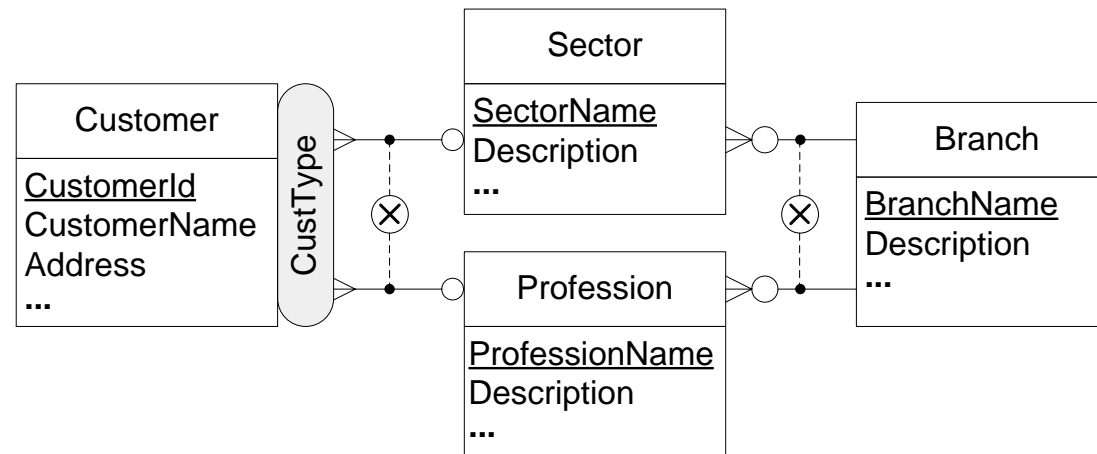 Customer
CustomerId
CustomerName
Address
...
CustType
Sector
SectorName
Description
...
Profession
ProfessionName
Description
...
Branch
BranchName
Description
...